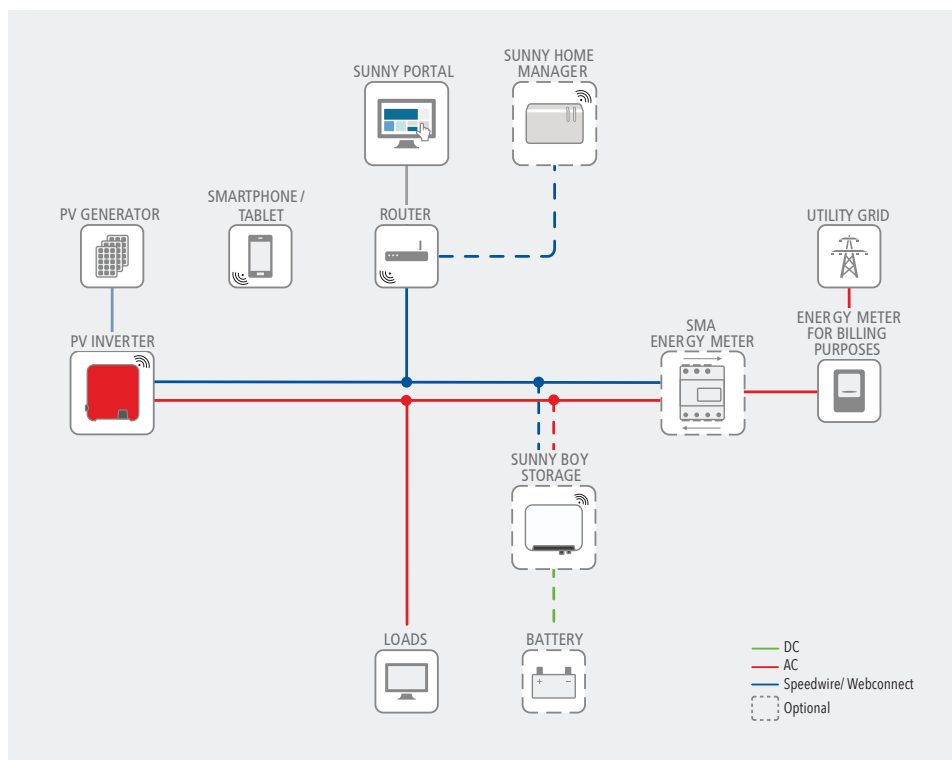 SUNNY HOME
MANAGER
SUNNY PORTAL
SMARTPHONE /
TABLET
PV GENERATOR
ROUTER
UTILITY GRID
ENERGY METER
FOR BILLING
PURPOSES
SMA
ENERGY METER
PV INVERTER
SUNNY BOY
STORAGE
LOADS
BATTERY
+ −
DC
AC
Speedwire/ Webconnect
Optional